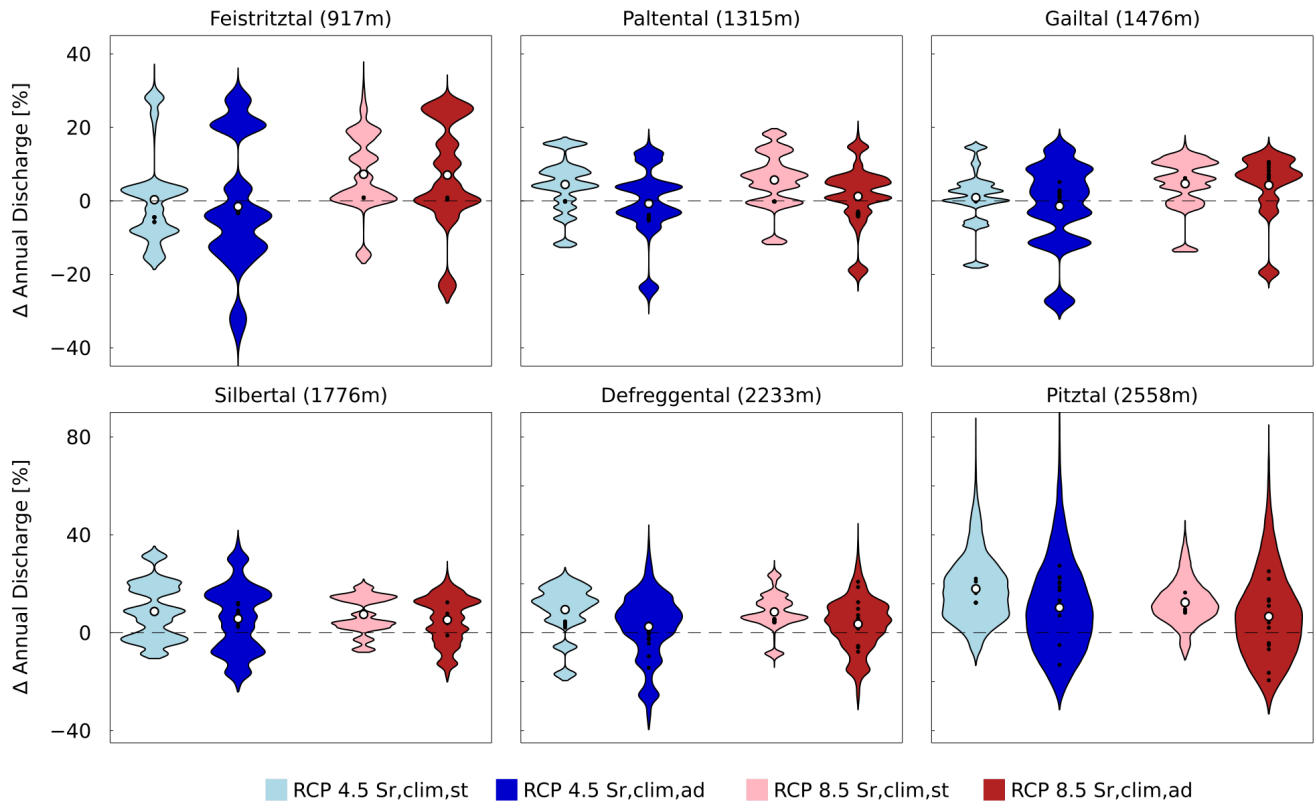 Feistritztal (917m)
Paltental (1315m)
Gailtal (1476m)
Δ Annual Discharge [%]
40
20
0
−20
−40
Silbertal (1776m)
Defreggental (2233m)
Pitztal (2558m)
Δ Annual Discharge [%]
80
40
0
−40
RCP 4.5 Sr,clim,st
RCP 4.5 Sr,clim,ad
RCP 8.5 Sr,clim,st
RCP 8.5 Sr,clim,ad